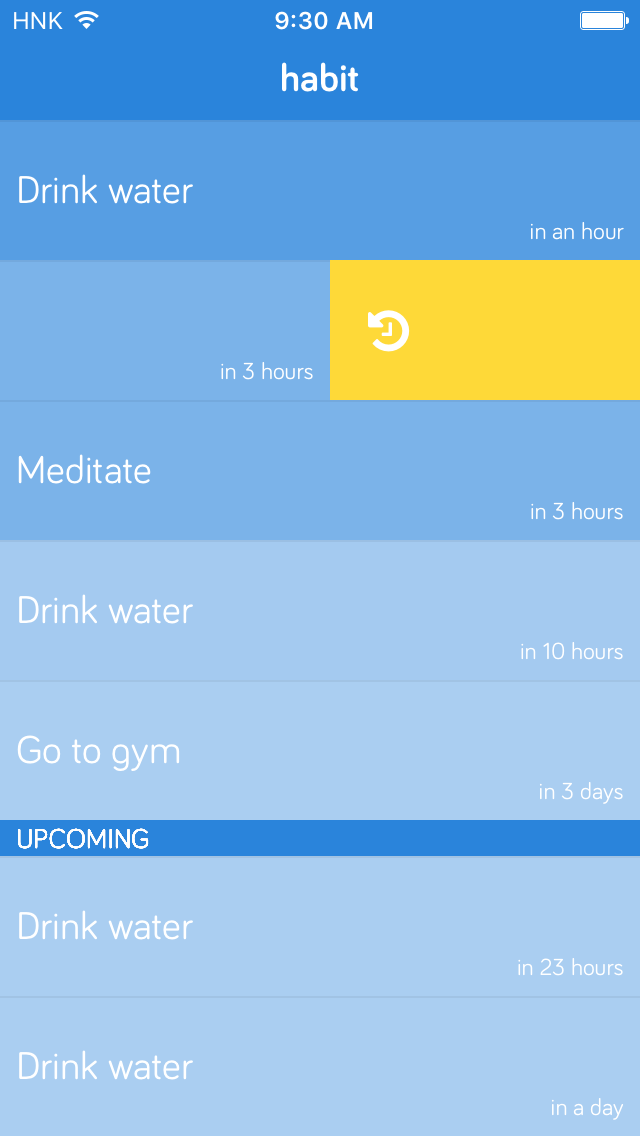 HNK 9:30 AM
habit
Drink water
in an hour
in 3 hours
Meditate
in 3 hours
Drink water
in 10 hours
Go to gym
in 3 days
UPCOMING
Drink water
in 23 hours
Drink water
in a day